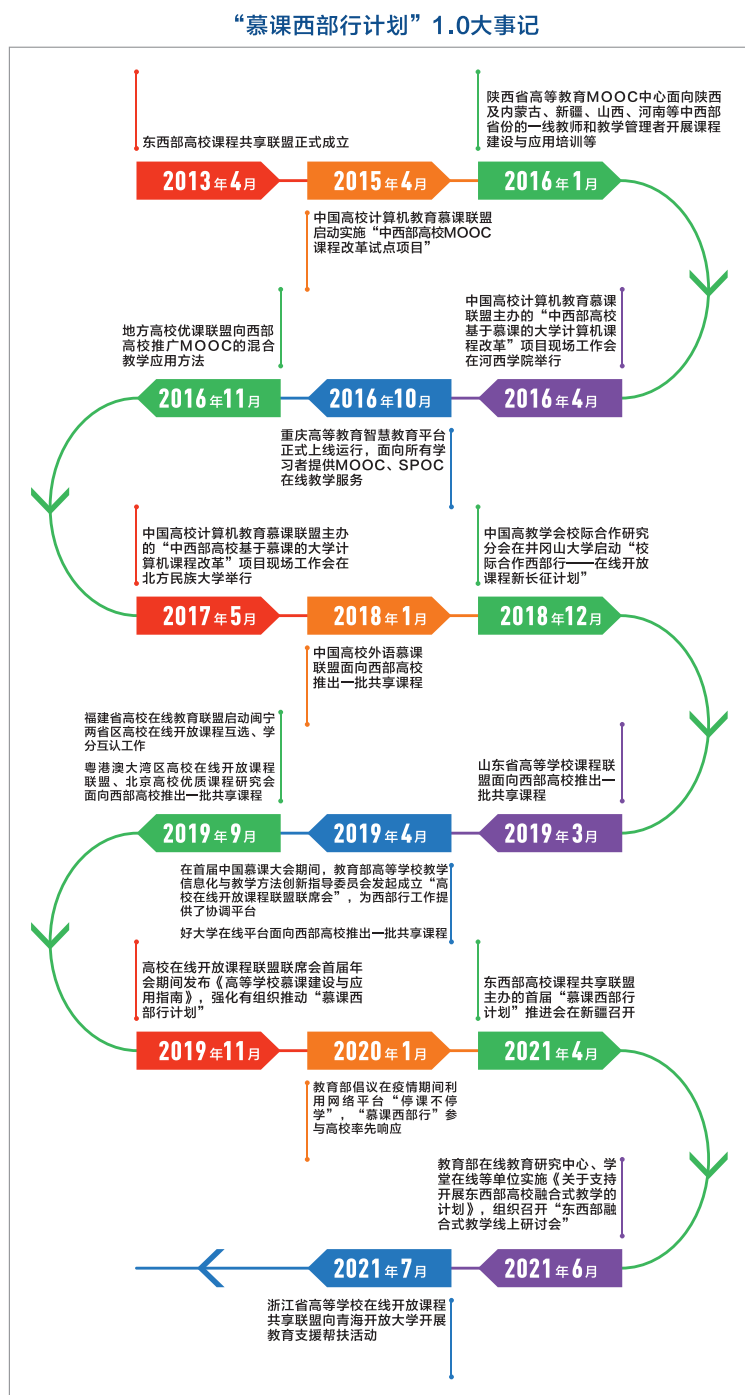 “慕课西部行计划”1.0大事记
东西部高校课程共享联盟正式成立
2013年4月
中国高校计算机教育慕课联盟
启动实施“中西部高校MOOC
课程改革试点项目”
2015年4月
陕西省高等教育MOOC中心面向陕西
及内蒙古、新疆、山西、河南等中西部
省份的一线教师和教学管理者开展课程
建设与应用培训等
2016年1月
中国高校计算机教育慕课
联盟主办的“中西部高校
基于慕课的大学计算机课
程改革”项目现场工作会
在河西学院举行
2016年4月
2016年10月
重庆高等教育智慧教育平台
正式上线运行，面向所有学
习者提供MOOC、SPOC
在线教学服务
地方高校优课联盟向西部
高校推广MOOC的混合
教学应用方法
2016年11月
中国高校计算机教育慕课联盟主办
的“中西部高校基于慕课的大学计
算机课程改革”项目现场工作会在
北方民族大学举行
2017年5月
2018年1月
中国高校外语慕课
联盟面向西部高校
推出一批共享课程
中国高教学会校际合作研究
分会在井冈山大学启动“校
际合作西部行——在线开放
课程新长征计划”
2018年12月
山东省高等学校课程联
盟面向西部高校推出一
批共享课程
2019年3月
2019年4月
在首届中国慕课大会期间，教育部高等学校教学
信息化与教学方法创新指导委员会发起成立“高
校在线开放课程联盟联席会”，为西部行工作提
供了协调平台
好大学在线平台面向西部高校推出一批共享课程
福建省高校在线教育联盟启动闽宁
两省区高校在线开放课程互选、学
分互认工作
粤港澳大湾区高校在线开放课程
联盟、北京高校优质课程研究会
面向西部高校推出一批共享课程
2019年9月
高校在线开放课程联盟联席会首届年
会期间发布《高等学校慕课建设与应
用指南》，强化有组织推动“慕课西
部行计划”
2019年11月
2020年1月
教育部倡议在疫情期间利
用网络平台“停课不停
学”，“慕课西部行”参
与高校率先响应
东西部高校课程共享联盟
主办的首届“慕课西部行
计划”推进会在新疆召开
2021年4月
教育部在线教育研究中心、学
堂在线等单位实施《关于支持
开展东西部高校融合式教学的
计划》，组织召开“东西部融
合式教学线上研讨会”
2021年6月
2021年7月
浙江省高等学校在线开放课程
共享联盟向青海开放大学开展
教育支援帮扶活动